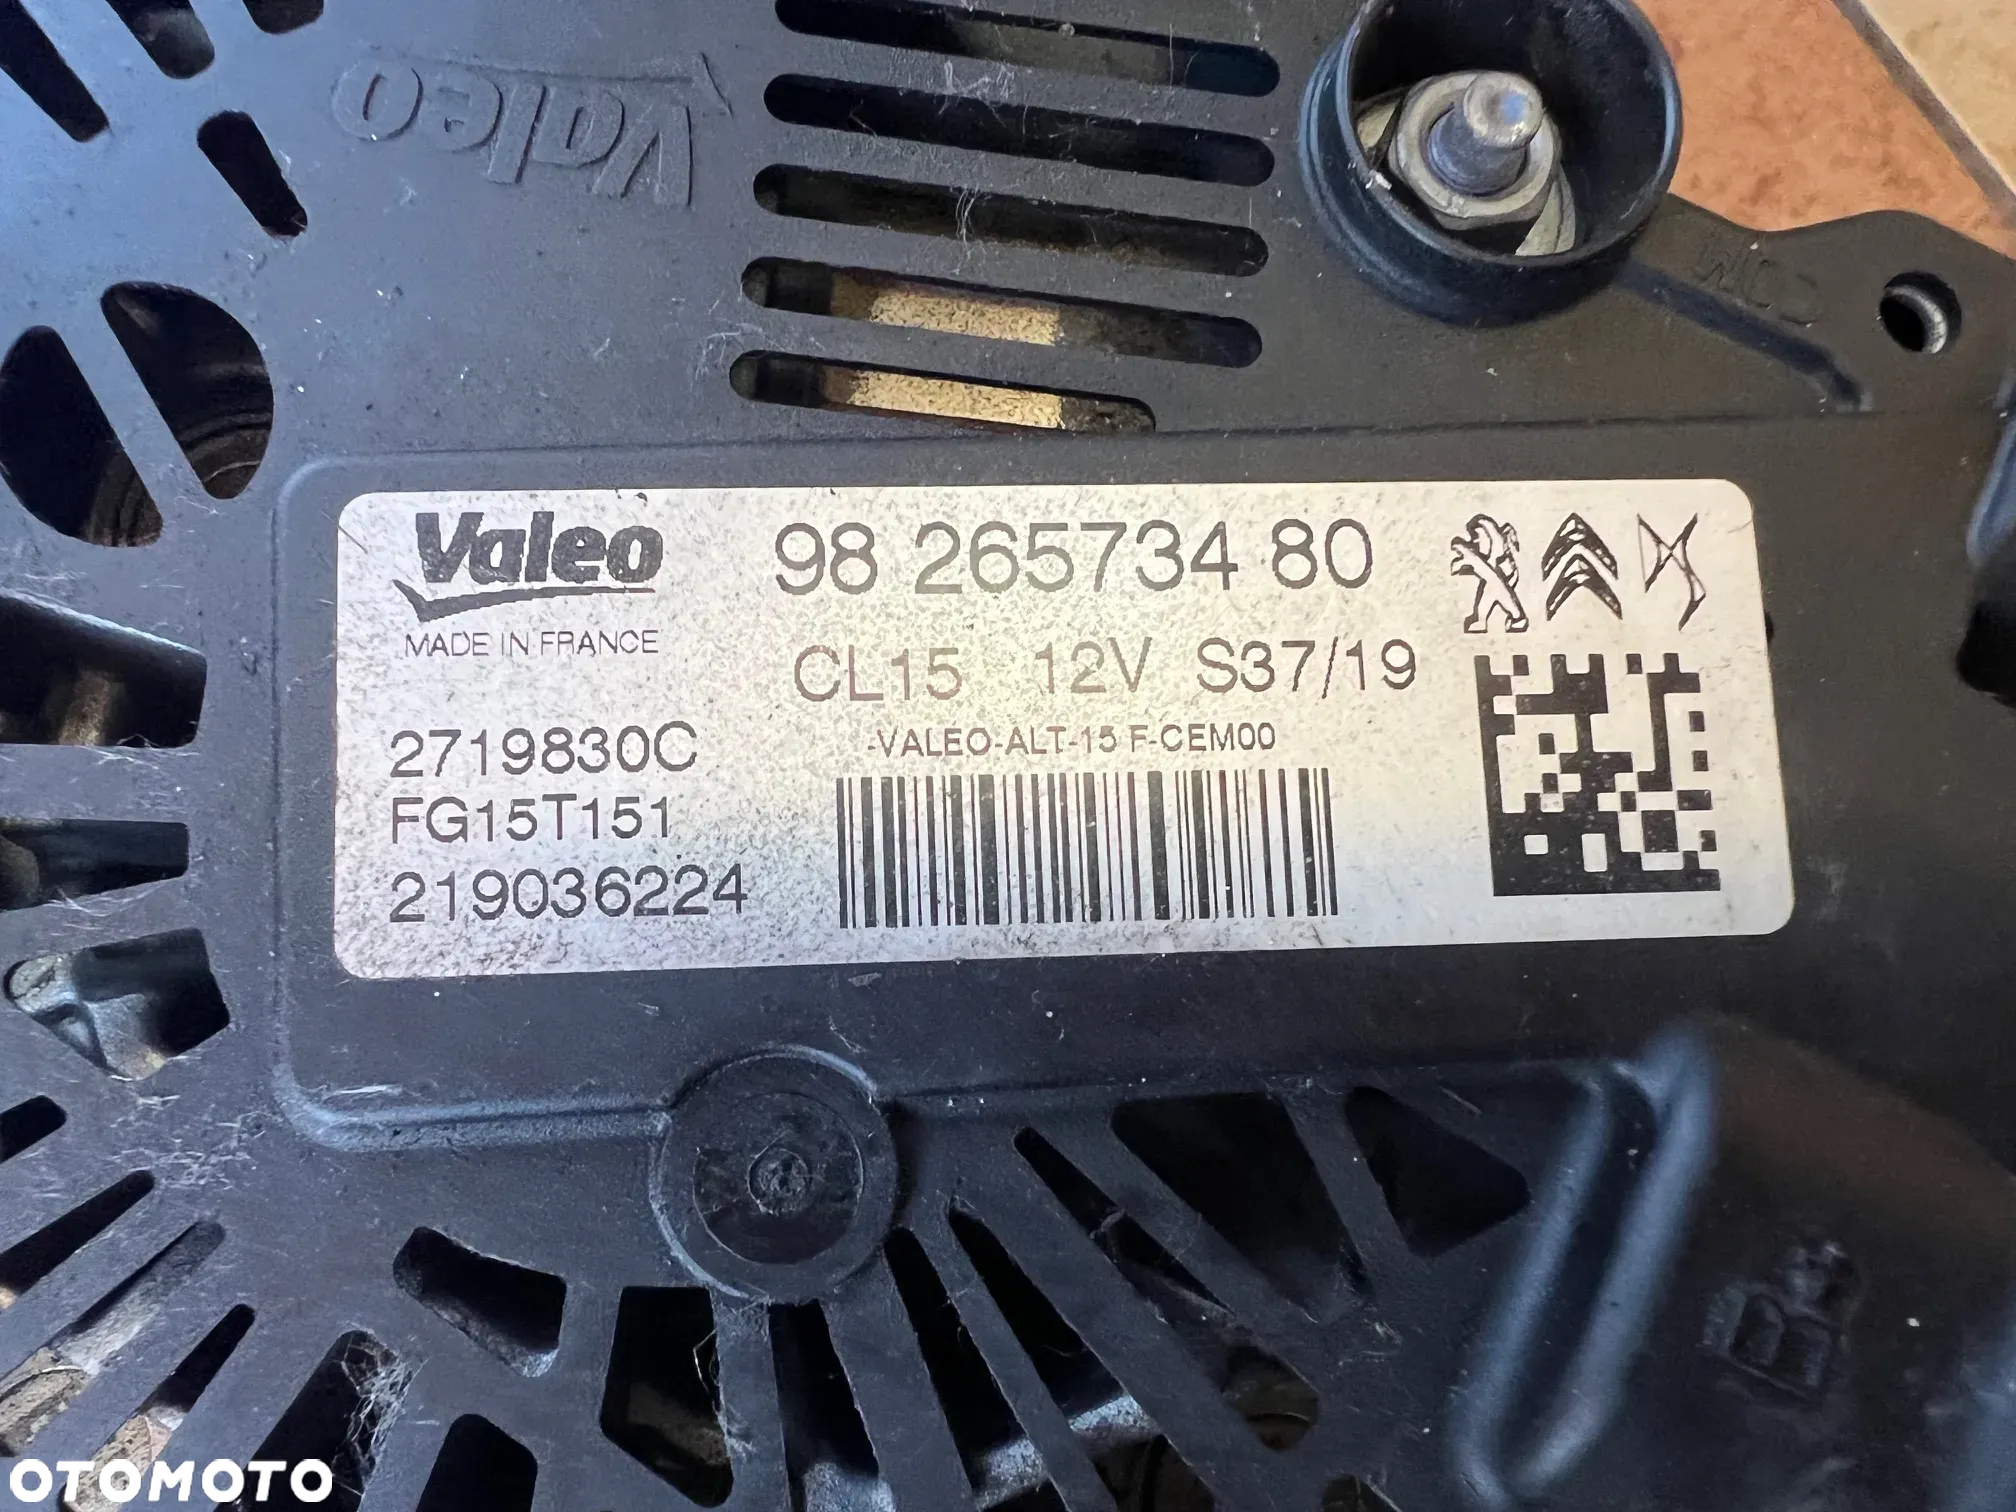 Valeo
Valeo
98 265734 80
MADE IN FRANCE
CL15 12V S37/19
2719830C
-VALEO-ALT-15 F-CEM00
FG15T151
219036224
B+
OTOMOTO